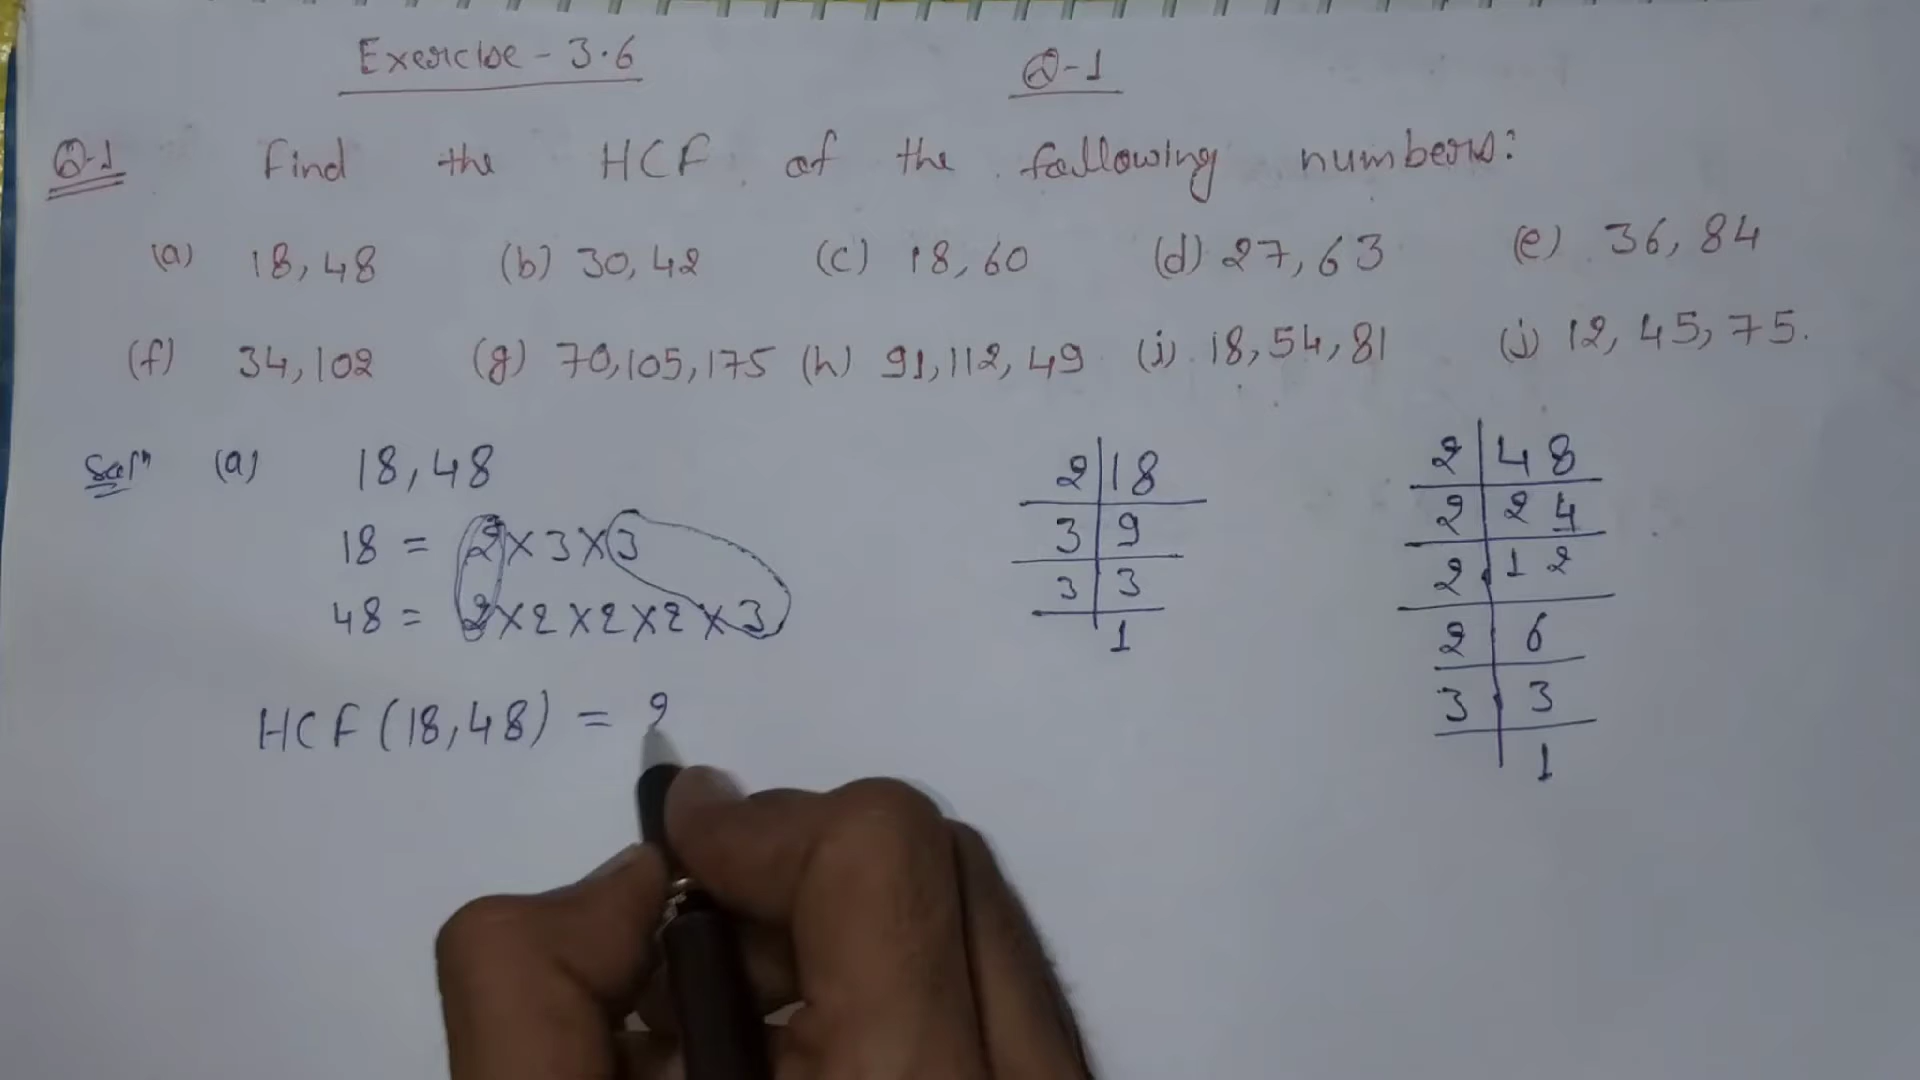 Exercise - 3.6 Q-1
Q-1 Find the HCF of the following numbers:
(a) 18, 48 (b) 30, 42 (c) 18, 60 (d) 27, 63 (e) 36, 84
(f) 34, 102 (g) 70, 105, 175 (h) 91, 112, 49 (i) 18, 54, 81 (j) 12, 45, 75.
Solⁿ (a) 18, 48
18 = 2 × 3 × 3
48 = 2 × 2 × 2 × 2 × 3
HCF (18, 48) =
2 | 18
3 | 9
3 | 3
1
2 | 48
2 | 24
2 | 12
2 | 6
3 | 3
1